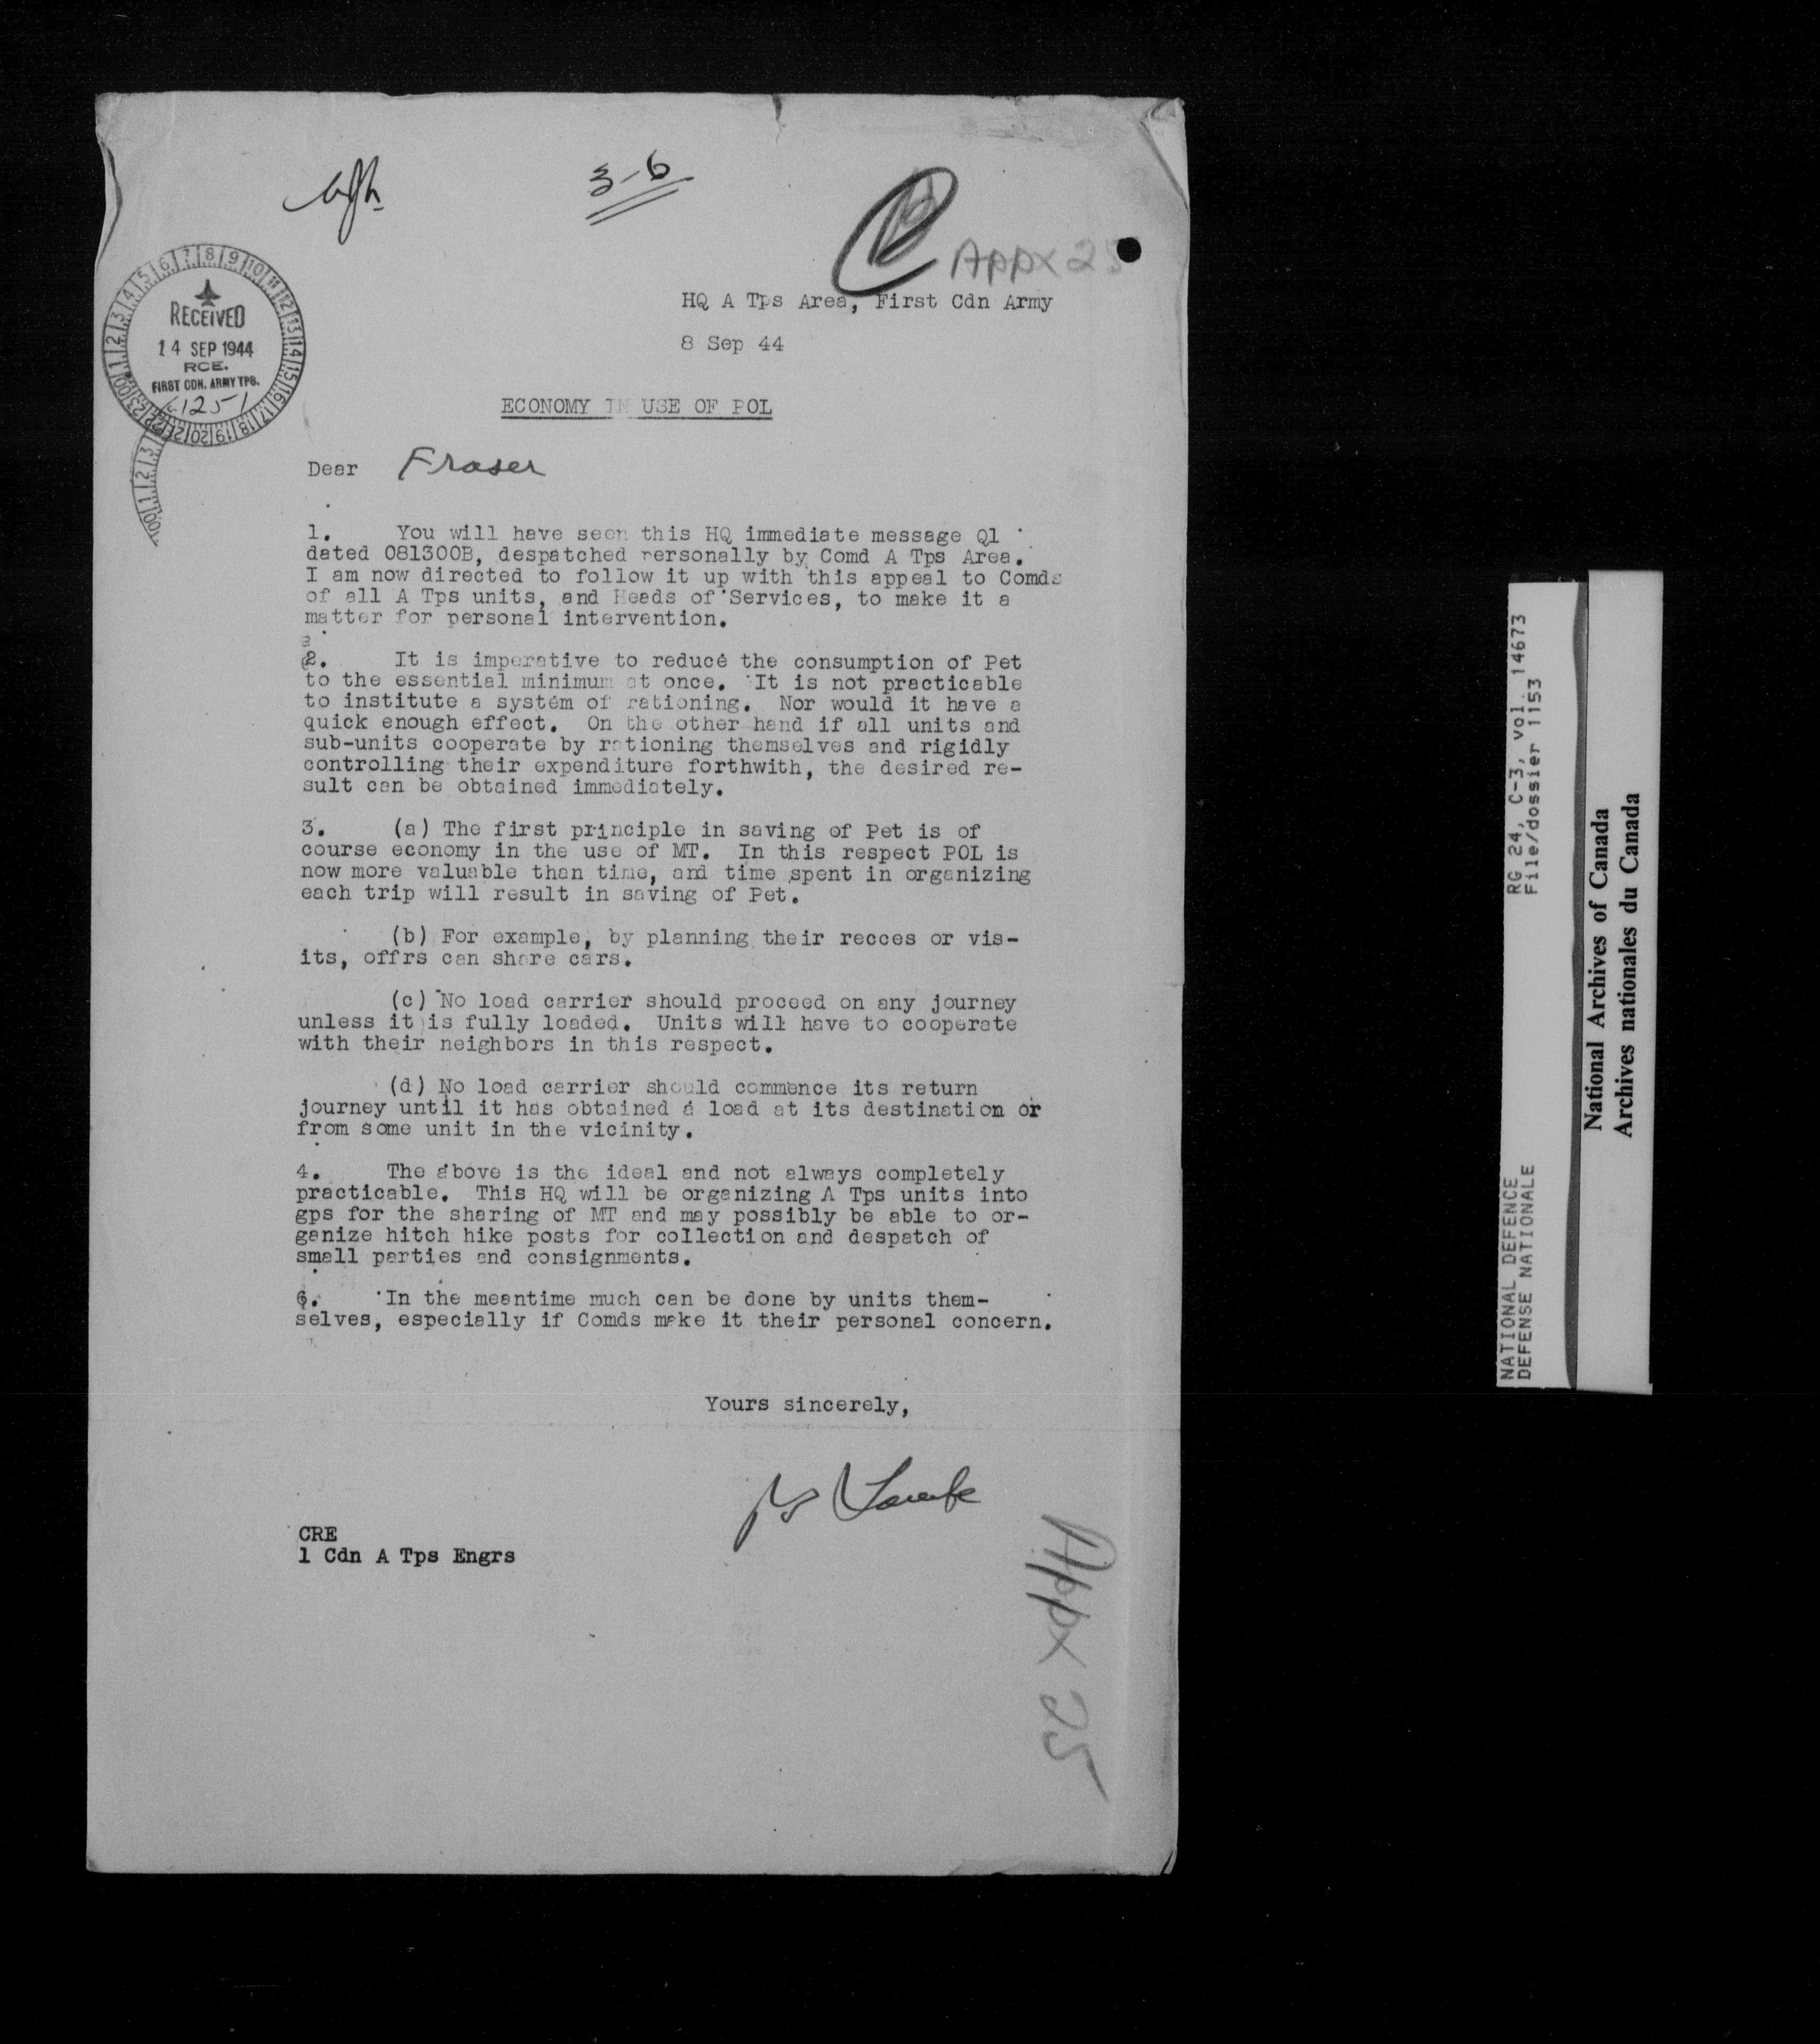 3-6
Appx 25
HQ A Tps Area, First Cdn Army
8 Sep 44
RECEIVED
14 SEP 1944
RCE.
FIRST CDN. ARMY TPS.
1251
ECONOMY IN USE OF POL
Dear Fraser
1. You will have seen this HQ immediate message Q1
dated 081300B, despatched personally by Comd A Tps Area.
I am now directed to follow it up with this appeal to Comds
of all A Tps units, and Heads of Services, to make it a
matter for personal intervention.
2. It is imperative to reduce the consumption of Pet
to the essential minimum at once. It is not practicable
to institute a system of rationing. Nor would it have a
quick enough effect. On the other hand if all units and
sub-units cooperate by rationing themselves and rigidly
controlling their expenditure forthwith, the desired re-
sult can be obtained immediately.
3. (a) The first principle in saving of Pet is of
course economy in the use of MT. In this respect POL is
now more valuable than time, and time spent in organizing
each trip will result in saving of Pet.
(b) For example, by planning their recces or vis-
its, offrs can share cars.
(c) No load carrier should proceed on any journey
unless it is fully loaded. Units will have to cooperate
with their neighbors in this respect.
(d) No load carrier should commence its return
journey until it has obtained a load at its destination or
from some unit in the vicinity.
4. The above is the ideal and not always completely
practicable. This HQ will be organizing A Tps units into
gps for the sharing of MT and may possibly be able to or-
ganize hitch hike posts for collection and despatch of
small parties and consignments.
In the meantime much can be done by units them-
selves, especially if Comds make it their personal concern.
Yours sincerely,
CRE
1 Cdn A Tps Engrs
Appx 25
NATIONAL DEFENCE RG 24, C-3, vol. 14673
DEFENSE NATIONALE File/dossier 1153
National Archives of Canada
Archives nationales du Canada